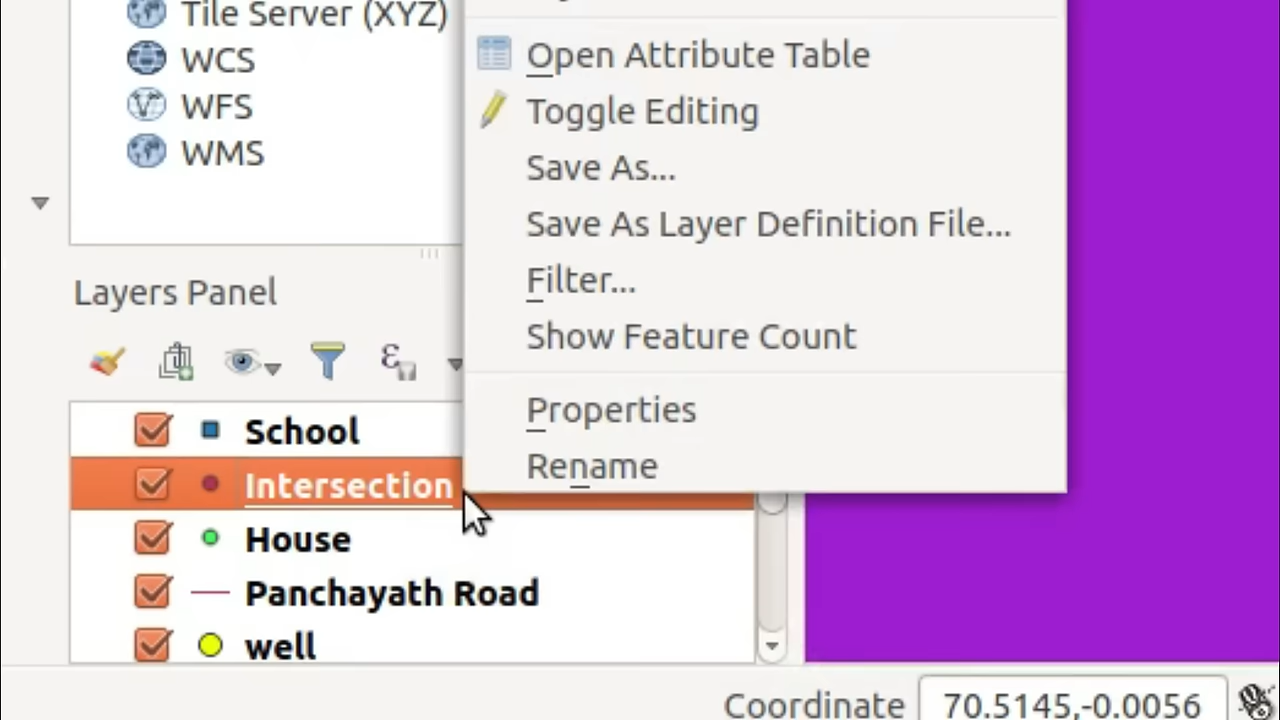 Tile Server (XYZ)
WCS
WFS
WMS
Open Attribute Table
Toggle Editing
Save As...
Save As Layer Definition File...
Filter...
Show Feature Count
Properties
Rename
Layers Panel
School
Intersection
House
Panchayath Road
well
Coordinate 70.5145,-0.0056